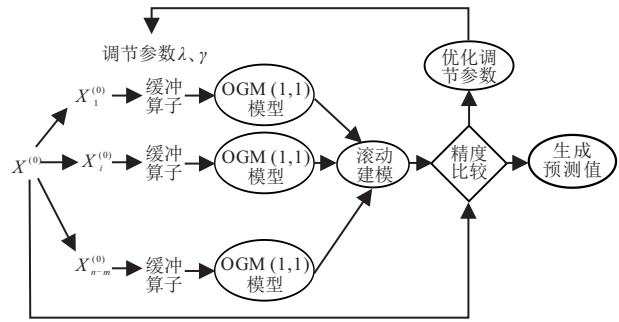 调节参数λ、γ
优化调
节参数
X₁⁽⁰⁾
缓冲
算子
OGM(1,1)
模型
X⁽⁰⁾
Xᵢ⁽⁰⁾
缓冲
算子
OGM(1,1)
模型
滚动
建模
精度
比较
生成
预测值
Xₙ₋ₘ⁽⁰⁾
缓冲
算子
OGM(1,1)
模型